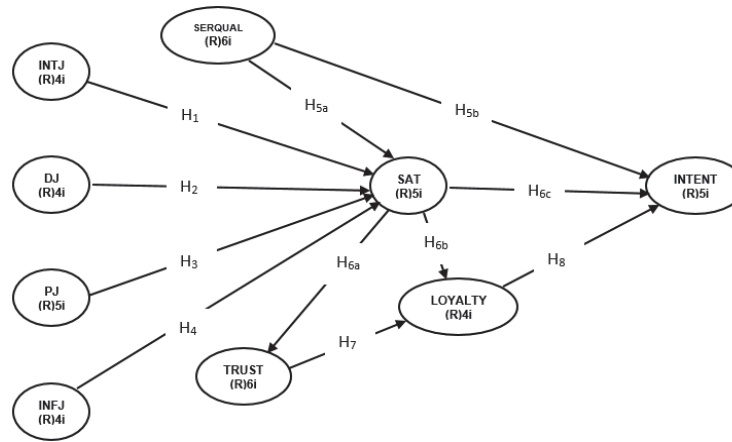 SERQUAL
(R)6i
INTJ
(R)4i
H5a
H5b
H1
DJ
(R)4i
H2
SAT
(R)5i
H6c
INTENT
(R)5i
H3
H6a
H6b
H8
PJ
(R)5i
LOYALTY
(R)4i
H4
H7
TRUST
(R)6i
INFJ
(R)4i